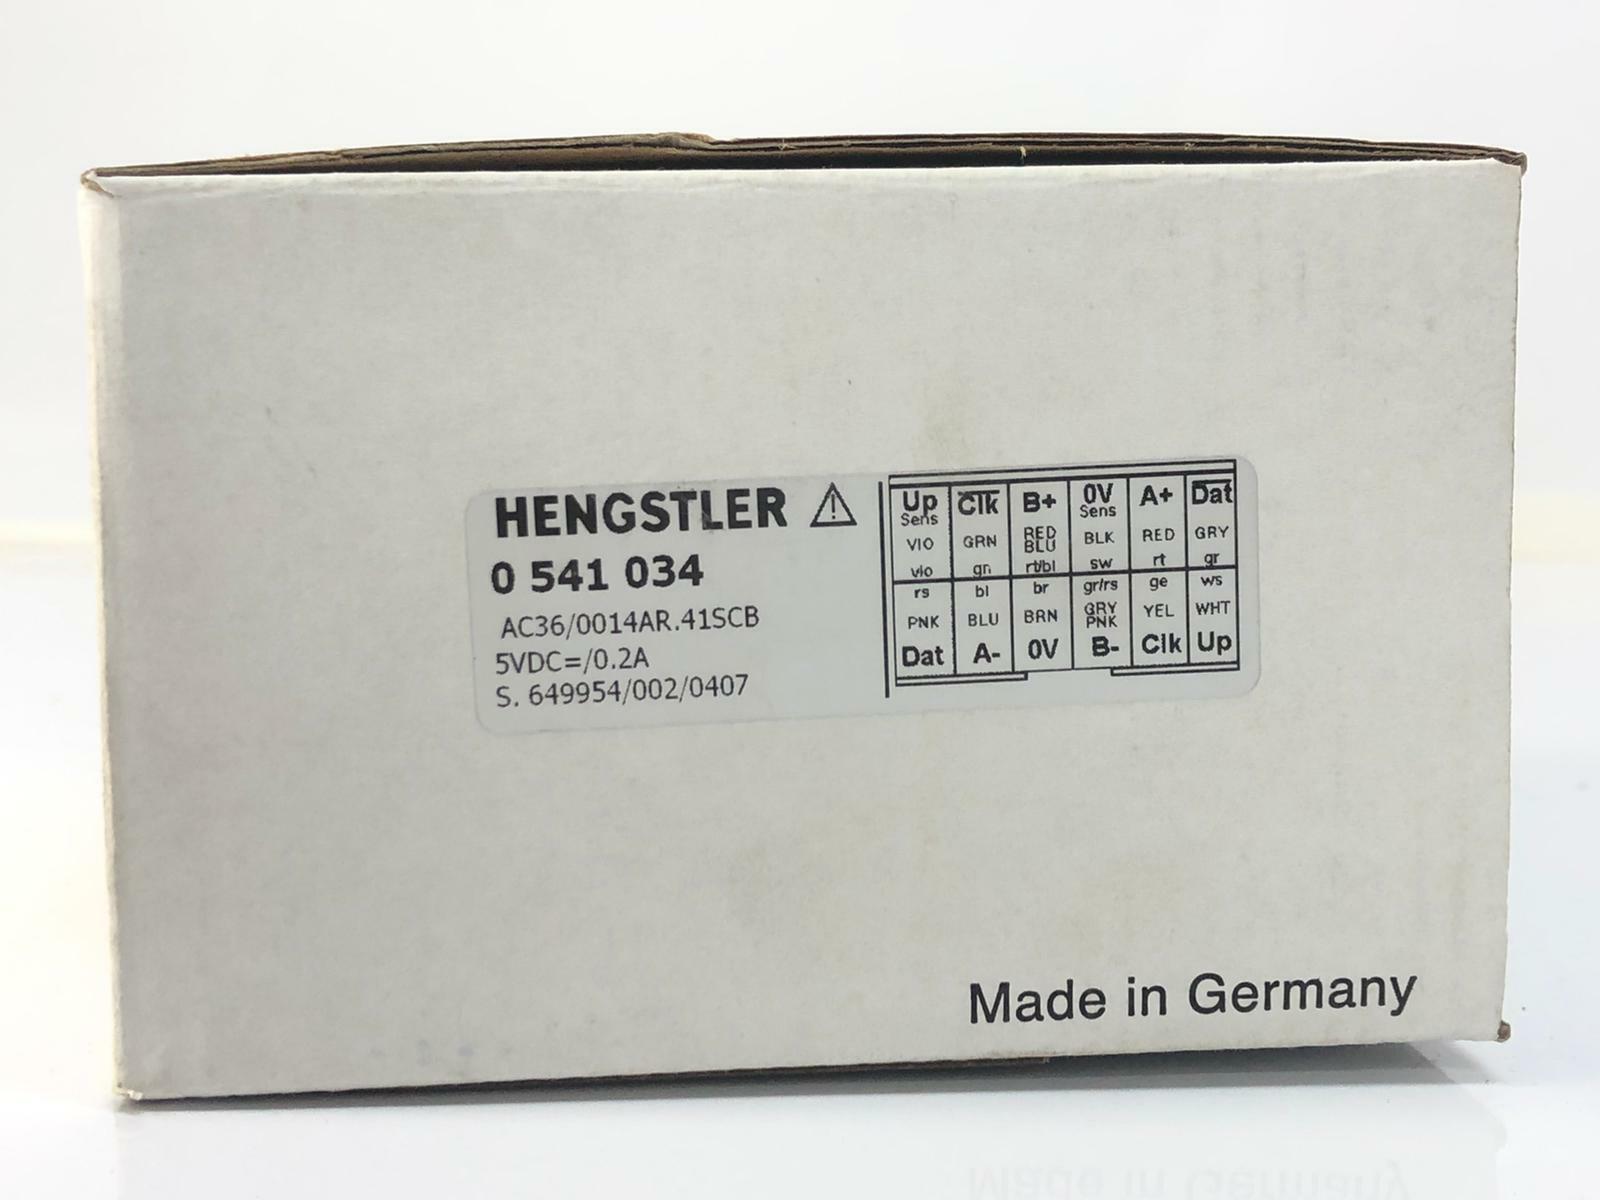 HENGSTLER ⚠
0 541 034
AC36/0014AR.41SCB
5VDC=/0.2A
S. 649954/002/0407
Up Sens C̅l̅k̅ B+ 0V Sens A+ D̅a̅t̅
VIO GRN RED BLU BLK RED GRY
vio gn rt/bl sw rt gr
rs bl br gr/rs ge ws
PNK BLU BRN GRY PNK YEL WHT
Dat A- 0V B- Clk Up
Made in Germany